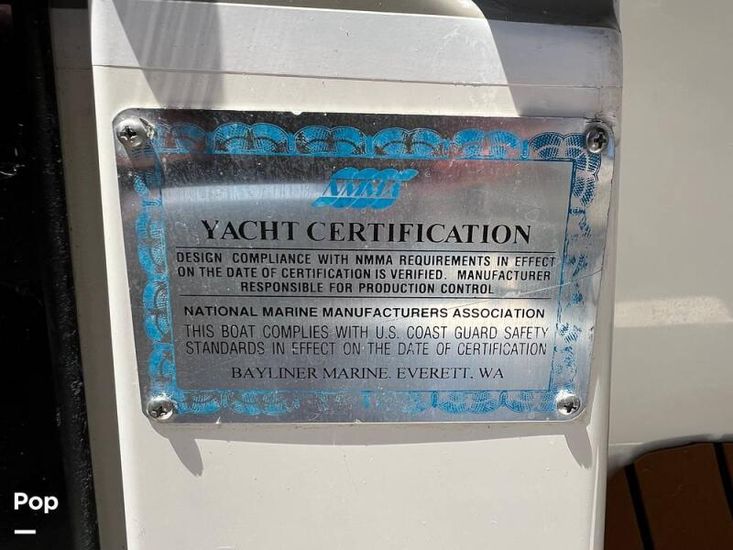 NMMA
YACHT CERTIFICATION
DESIGN COMPLIANCE WITH NMMA REQUIREMENTS IN EFFECT
ON THE DATE OF CERTIFICATION IS VERIFIED. MANUFACTURER
RESPONSIBLE FOR PRODUCTION CONTROL
NATIONAL MARINE MANUFACTURERS ASSOCIATION
THIS BOAT COMPLIES WITH U.S. COAST GUARD SAFETY
STANDARDS IN EFFECT ON THE DATE OF CERTIFICATION
BAYLINER MARINE. EVERETT. WA
Pop